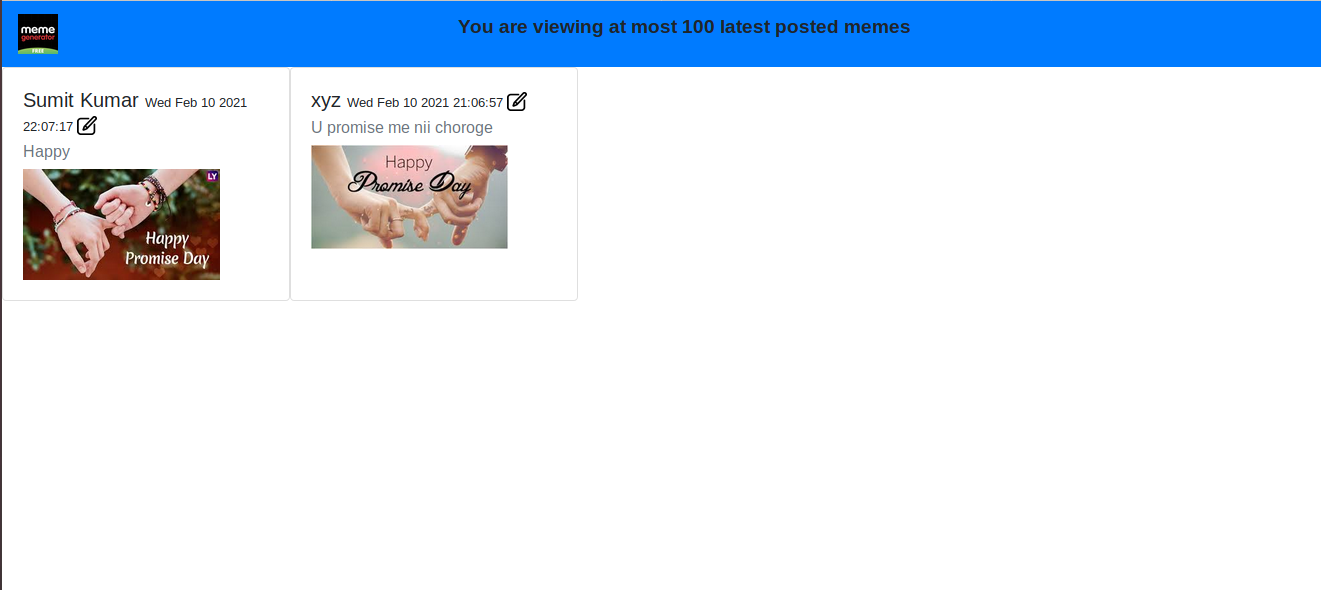 meme
generator
FREE
You are viewing at most 100 latest posted memes
Sumit Kumar Wed Feb 10 2021
22:07:17
Happy
LY
Happy
Promise Day
xyz Wed Feb 10 2021 21:06:57
U promise me nii choroge
Happy
Promise Day